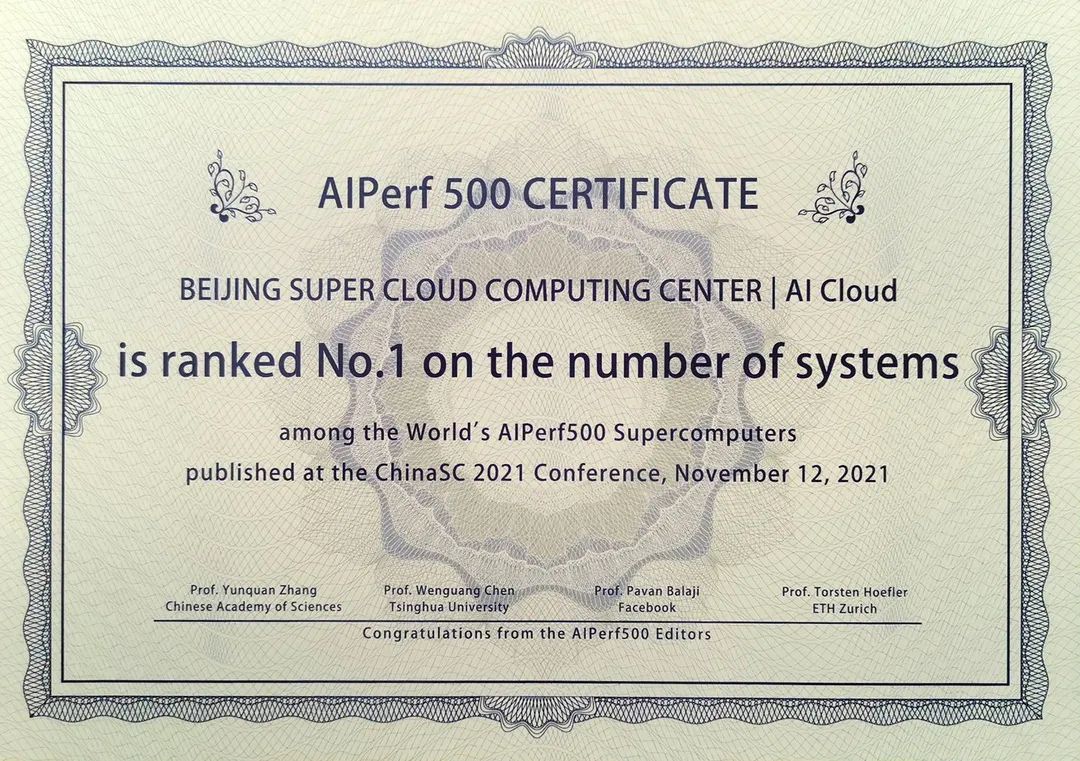 AIPerf 500 CERTIFICATE
BEIJING SUPER CLOUD COMPUTING CENTER | AI Cloud
is ranked No.1 on the number of systems
among the World's AIPerf500 Supercomputers
published at the ChinaSC 2021 Conference, November 12, 2021
Prof. Yunquan Zhang
Chinese Academy of Sciences
Prof. Wenguang Chen
Tsinghua University
Prof. Pavan Balaji
Facebook
Prof. Torsten Hoefler
ETH Zurich
Congratulations from the AIPerf500 Editors